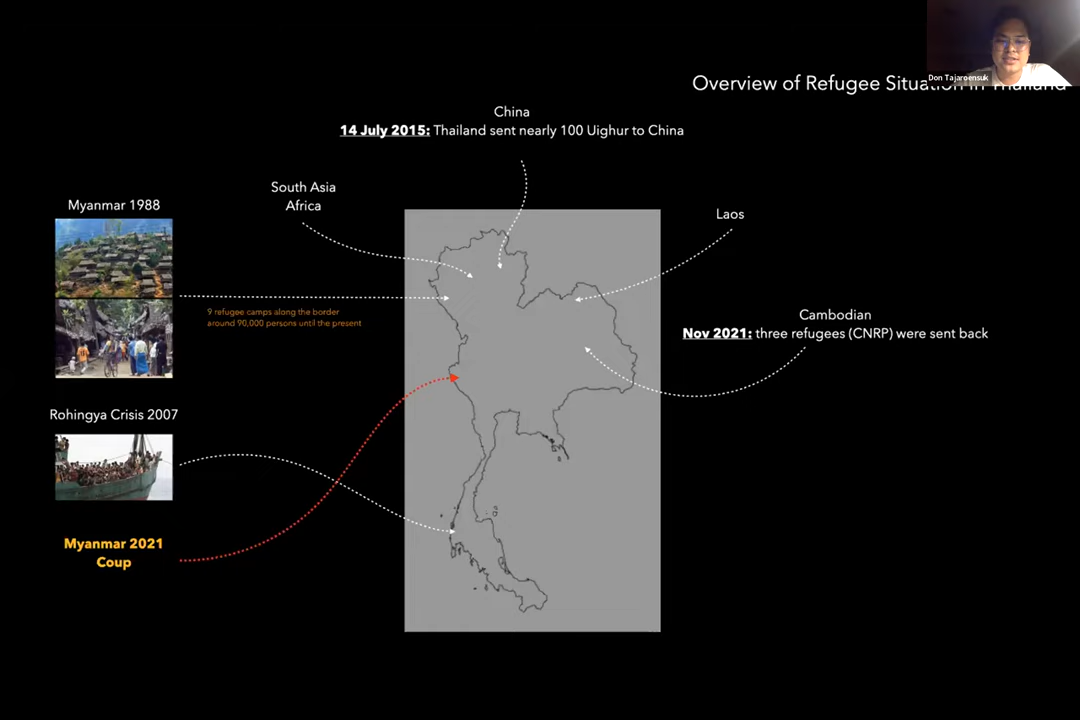 Don Tajaroensuk
Overview of Refugee Situation in Thailand
China
14 July 2015: Thailand sent nearly 100 Uighur to China
South Asia
Africa
Myanmar 1988
Laos
9 refugee camps along the border
around 90,000 persons until the present
Cambodian
Nov 2021: three refugees (CNRP) were sent back
Rohingya Crisis 2007
Myanmar 2021
Coup